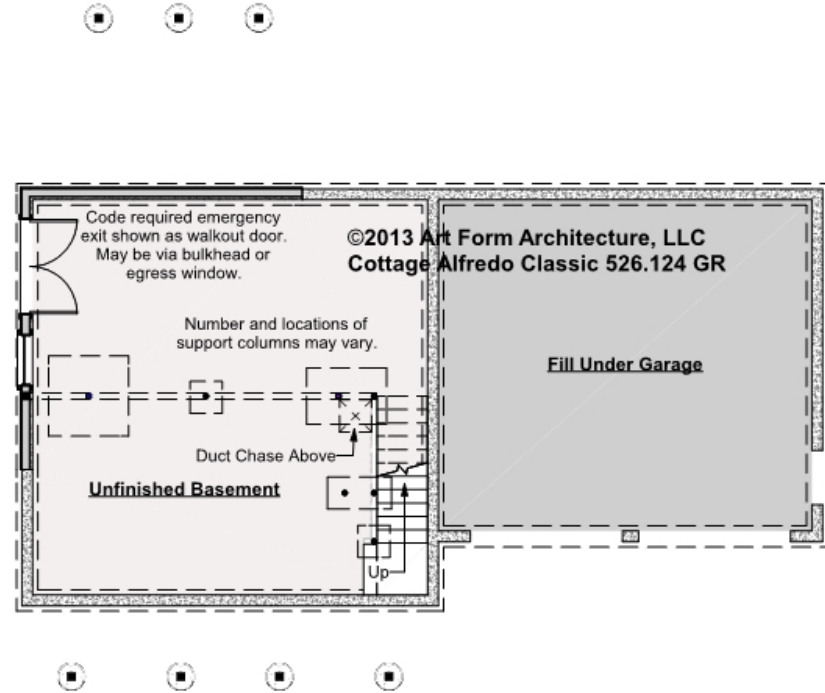 Code required emergency
exit shown as walkout door.
May be via bulkhead or
egress window.
©2013 Art Form Architecture, LLC
Cottage Alfredo Classic 526.124 GR
Number and locations of
support columns may vary.
Fill Under Garage
Duct Chase Above
Unfinished Basement
Up